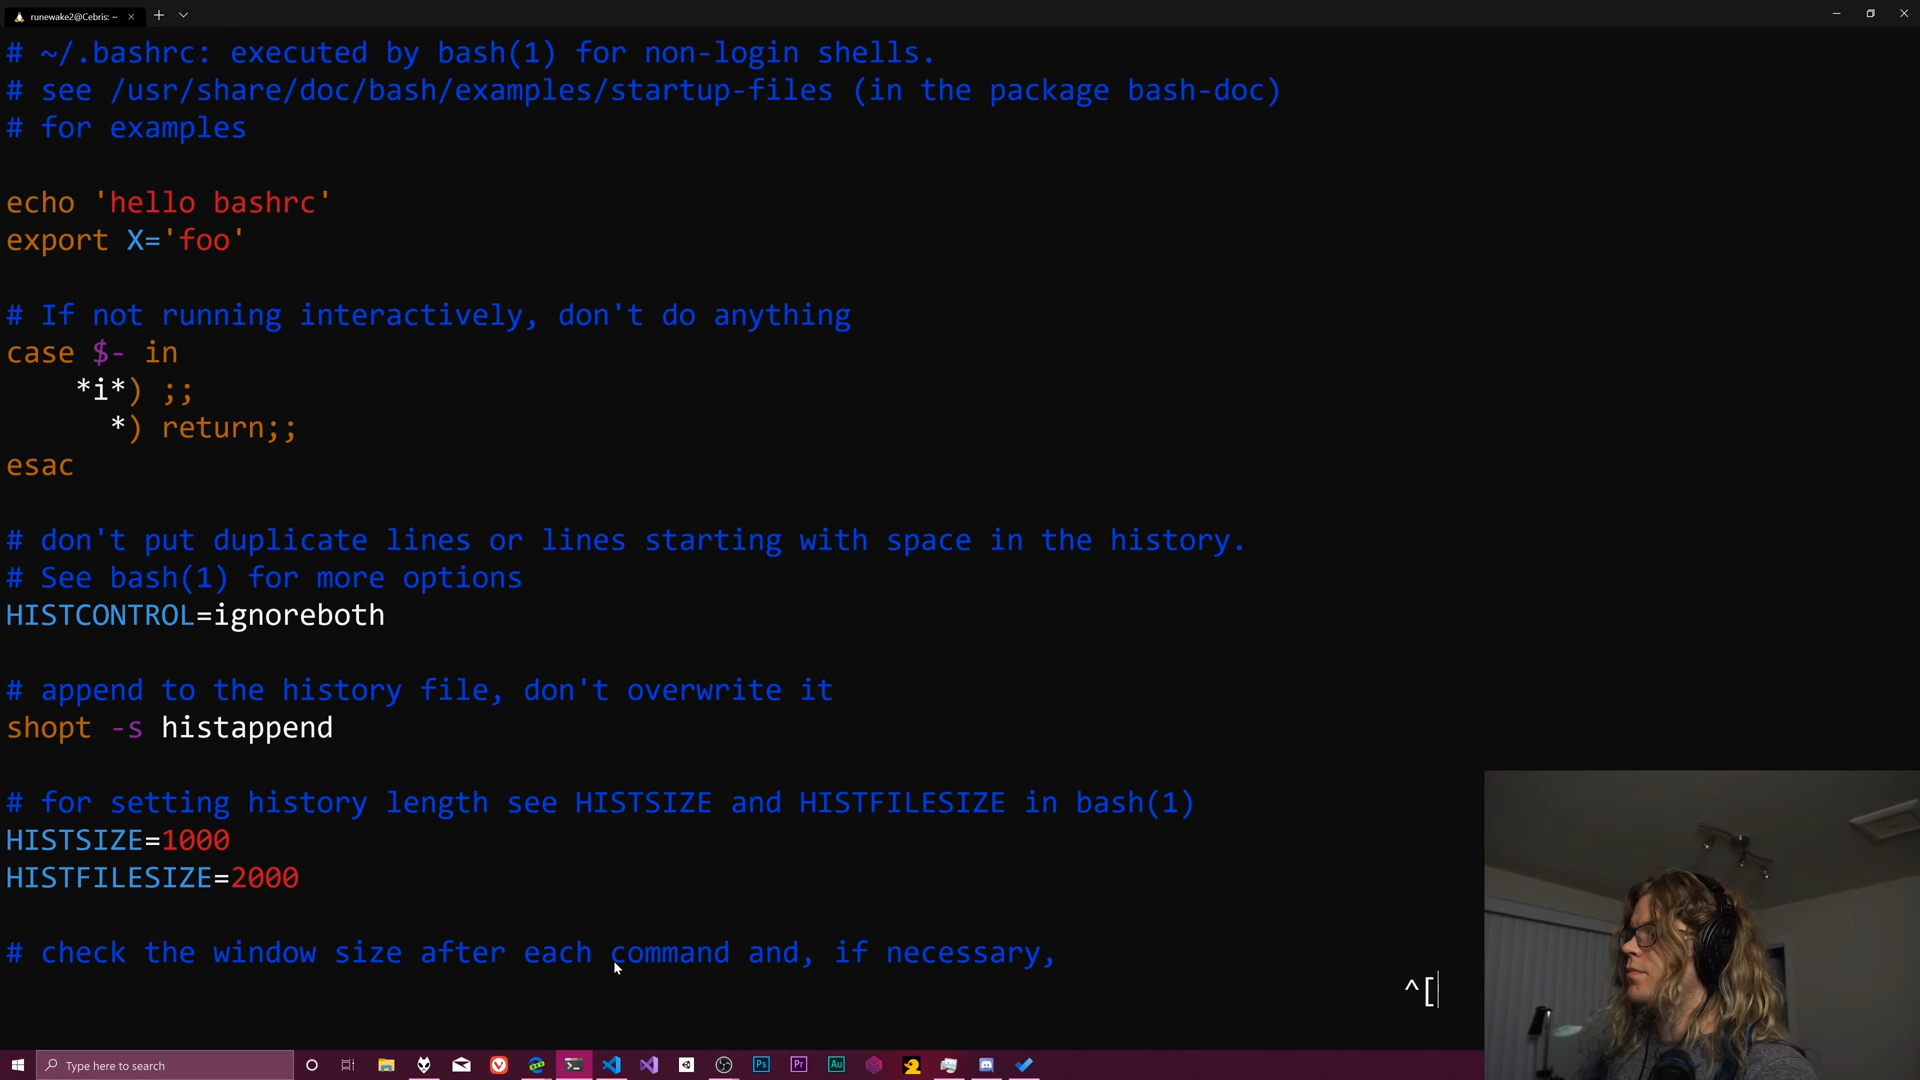 runewake2@Cebris: ~
# ~/.bashrc: executed by bash(1) for non-login shells.
# see /usr/share/doc/bash/examples/startup-files (in the package bash-doc)
# for examples
echo 'hello bashrc'
export X='foo'
# If not running interactively, don't do anything
case $- in
    *i*) ;;
      *) return;;
esac
# don't put duplicate lines or lines starting with space in the history.
# See bash(1) for more options
HISTCONTROL=ignoreboth
# append to the history file, don't overwrite it
shopt -s histappend
# for setting history length see HISTSIZE and HISTFILESIZE in bash(1)
HISTSIZE=1000
HISTFILESIZE=2000
# check the window size after each command and, if necessary,
^[
Type here to search
Ps
Pr
Au